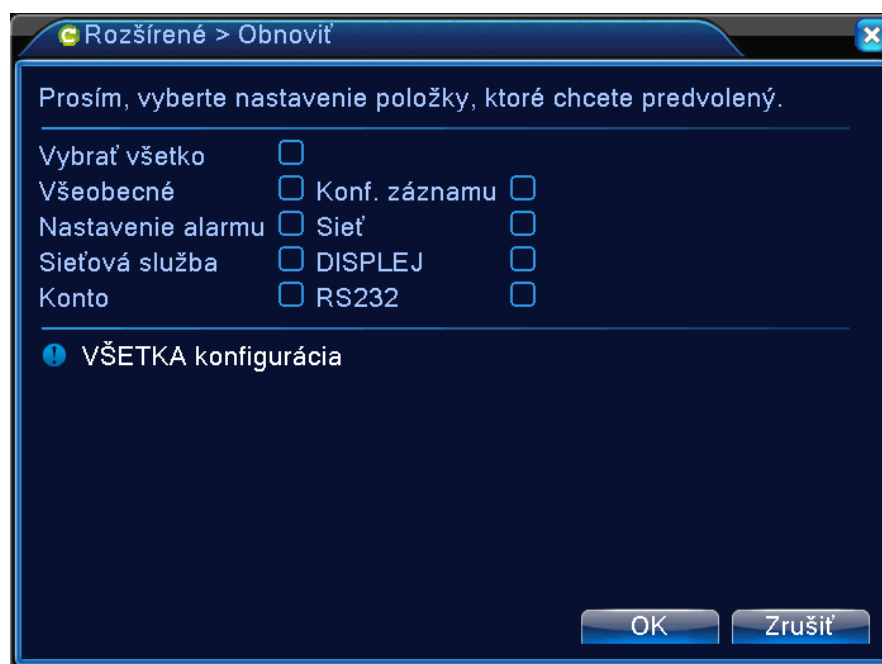 Rozšírené > Obnoviť
Prosím, vyberte nastavenie položky, ktoré chcete predvolený.
Vybrať všetko
Všeobecné Konf. záznamu
Nastavenie alarmu Sieť
Sieťová služba DISPLEJ
Konto RS232
VŠETKA konfigurácia
OK Zrušiť